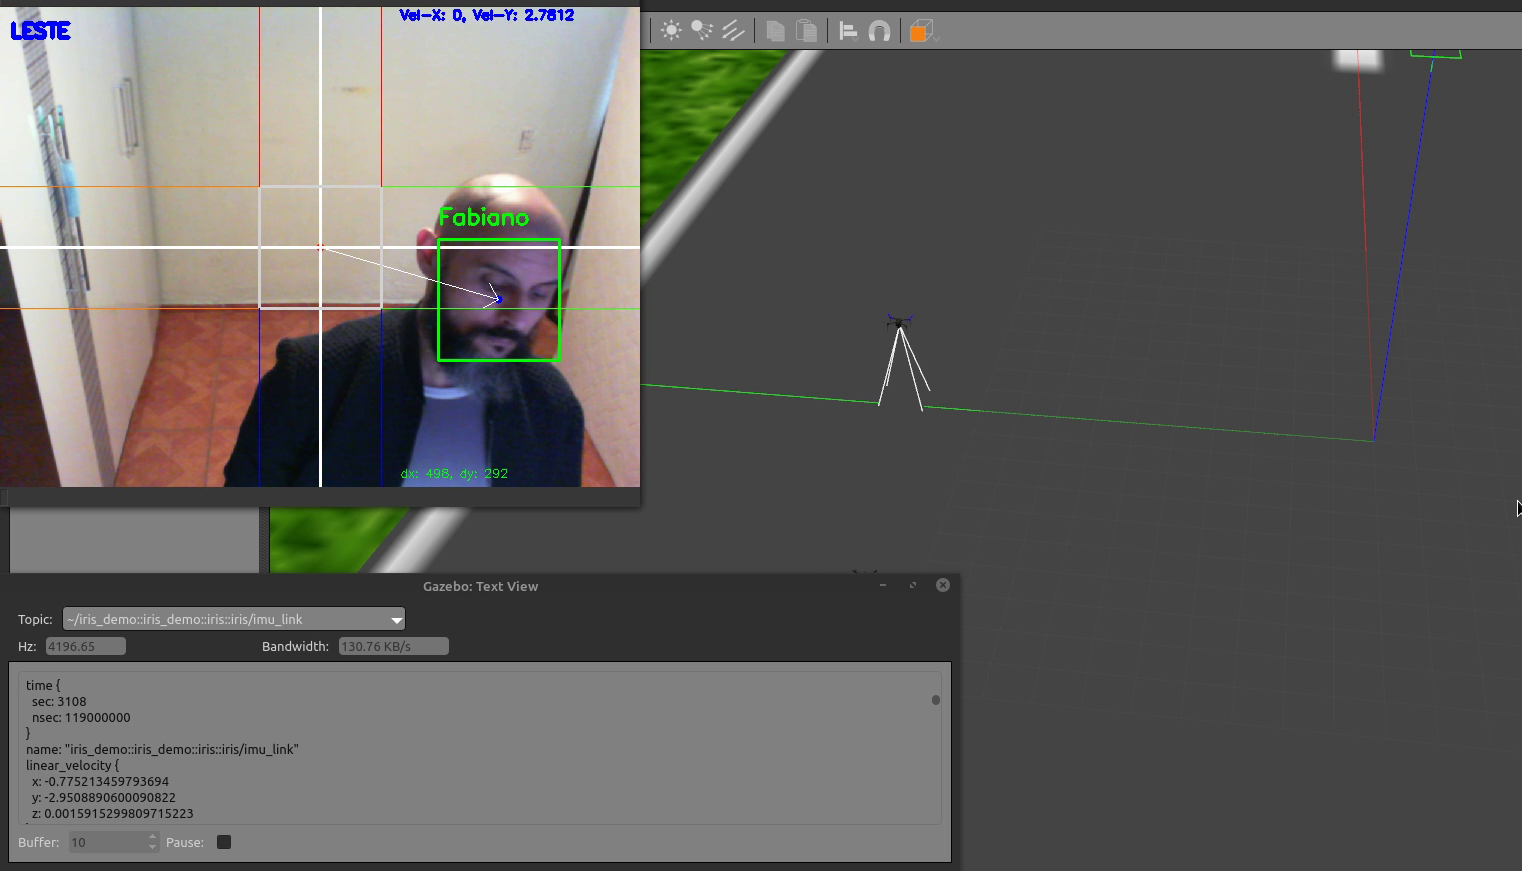 Vel-X: 0, Vel-Y: 2.7812
LESTE
Fabiano
dx: 498, dy: 292
Gazebo: Text View
Topic: ~/iris_demo::iris_demo::iris::iris/imu_link
Hz: 4196.65 Bandwidth: 130.76 KB/s
time {
sec: 3108
nsec: 119000000
}
name: "iris_demo::iris_demo::iris::iris/imu_link"
linear_velocity {
x: -0.775213459793694
y: -2.9508890600090822
z: 0.0015915299809715223
Buffer: 10 Pause: